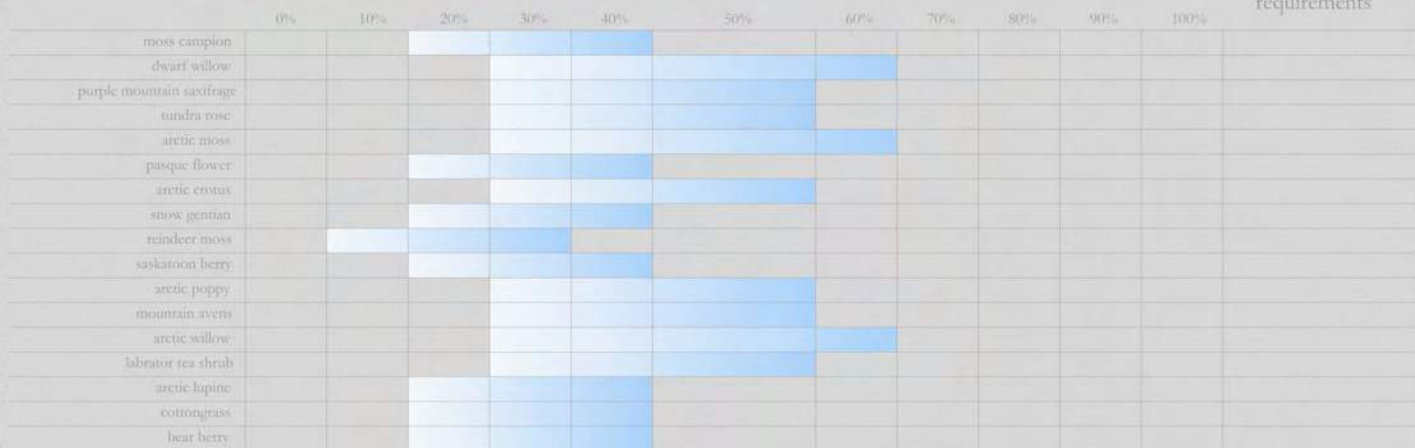 requirements
0% 10% 20% 30% 40% 50% 60% 70% 80% 90% 100%
moss campion
dwarf willow
purple mountain saxifrage
tundra rose
arctic moss
pasque flower
arctic crotus
snow gentian
reindeer moss
saskatoon berry
arctic poppy
mountain avens
arctic willow
labrator tea shrub
arctic lupine
cottongrass
bear berry